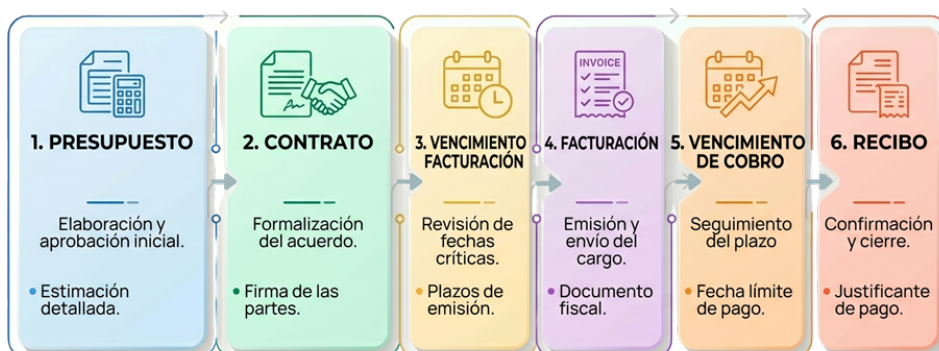 1. PRESUPUESTO
Elaboración y
aprobación inicial.
• Estimación
detallada.
2. CONTRATO
Formalización
del acuerdo.
• Firma de las
partes.
3. VENCIMIENTO
FACTURACIÓN
Revisión de
fechas
críticas.
• Plazos de
emisión.
INVOICE
4. FACTURACIÓN
Emisión y
envío del
cargo.
• Documento
fiscal.
5. VENCIMIENTO
DE COBRO
Seguimiento
del plazo
• Fecha límite
de pago.
6. RECIBO
Confirmación
y cierre.
• Justificante
de pago.